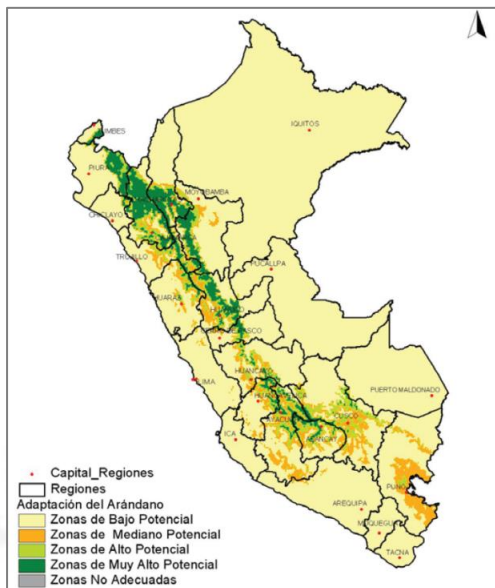 TUMBES
IQUITOS
PIURA
MOYOBAMBA
CHICLAYO
TRUJILLO
PUCALLPA
HUARAZ
HUANCAYO
LIMA
PUERTO MALDONADO
CUSCO
ICA
PUNO
AREQUIPA
MOQUEGUA
TACNA
Capital_Regiones
Regiones
Adaptación del Arándano
Zonas de Bajo Potencial
Zonas de Mediano Potencial
Zonas de Alto Potencial
Zonas de Muy Alto Potencial
Zonas No Adecuadas